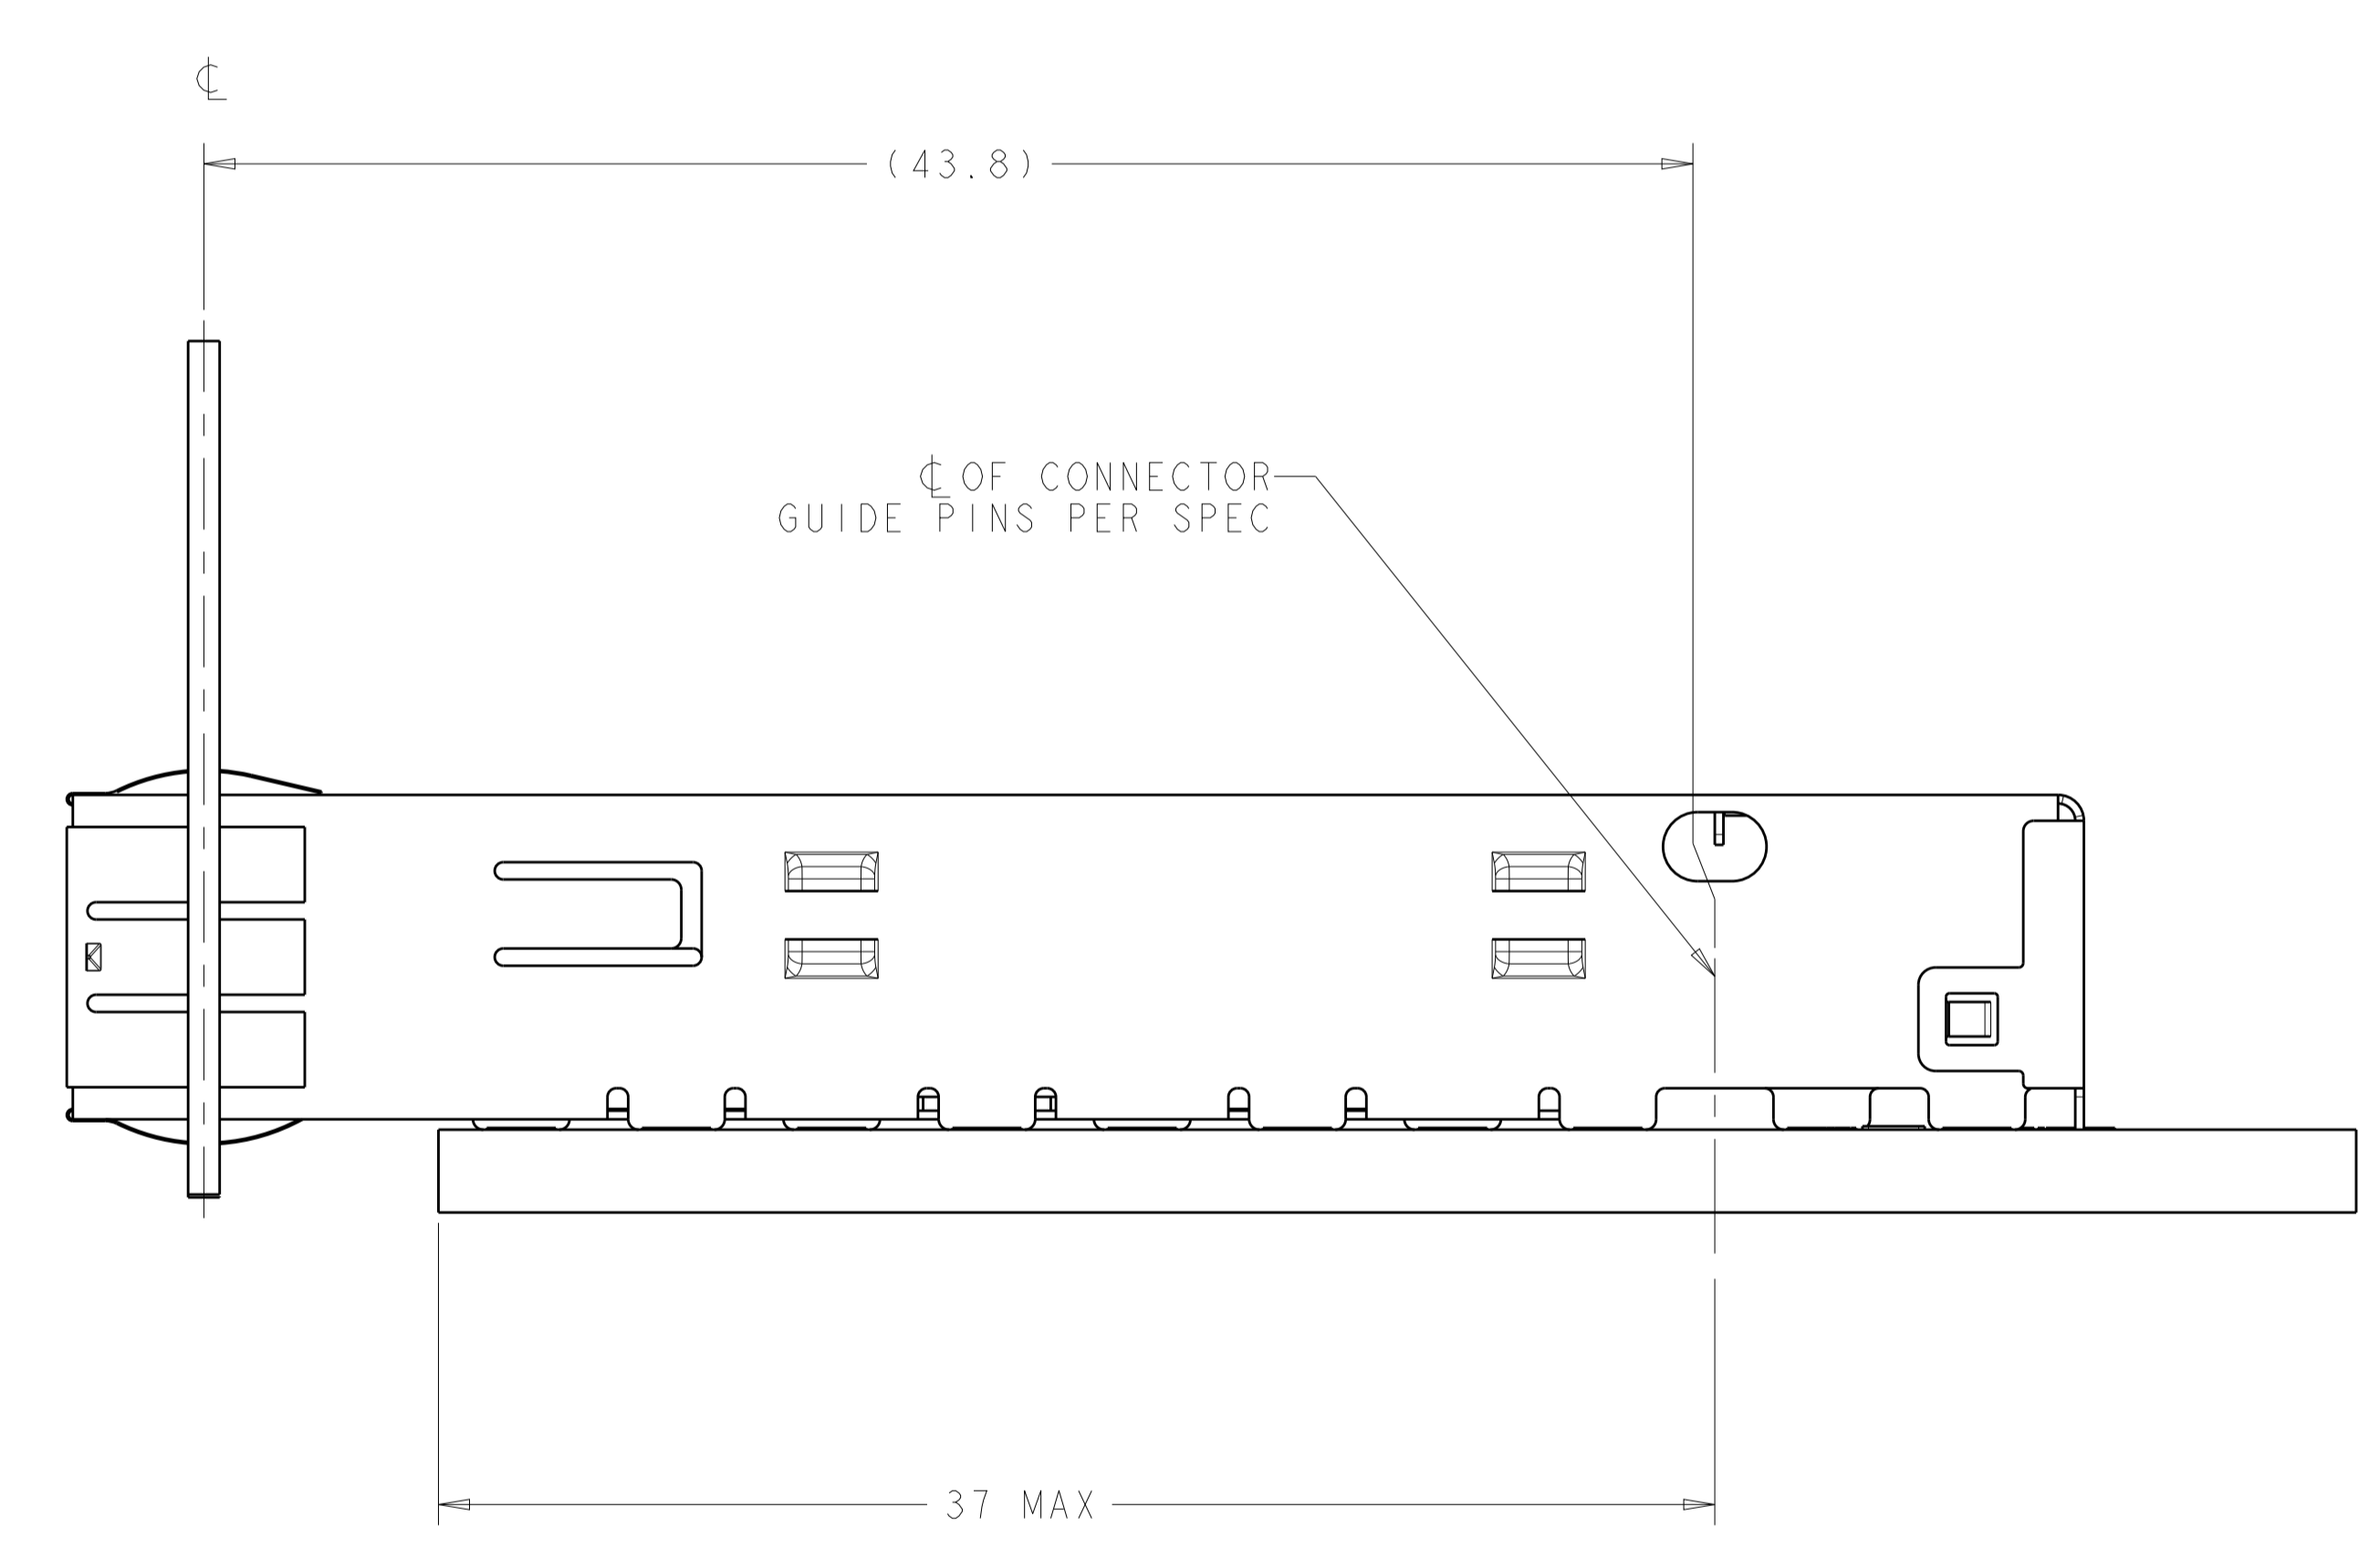 ℄
(43.8)
℄ OF CONNECTOR
GUIDE PINS PER SPEC
37 MAX